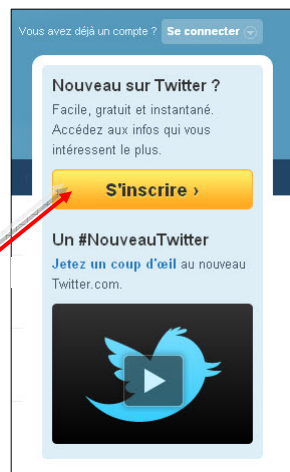 Vous avez déjà un compte ? Se connecter
Nouveau sur Twitter ?
Facile, gratuit et instantané.
Accédez aux infos qui vous
intéressent le plus.
S'inscrire ›
Un #NouveauTwitter
Jetez un coup d'œil au nouveau
Twitter.com.